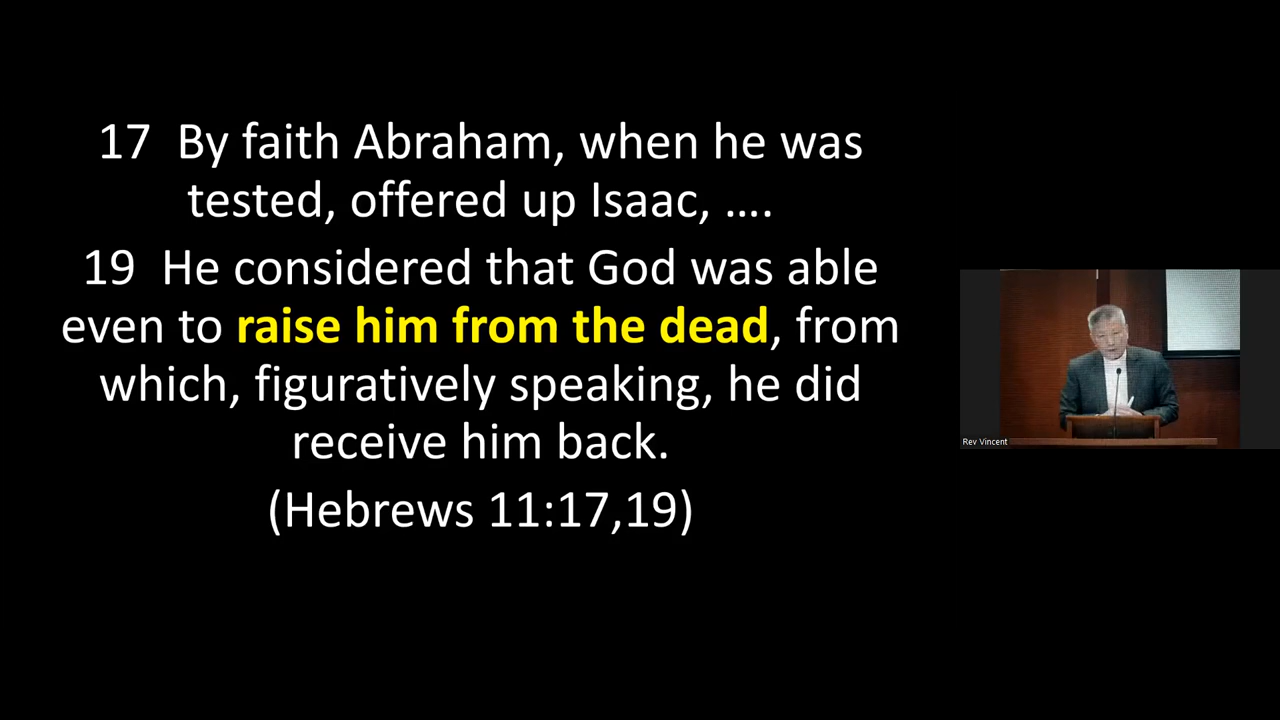 17 By faith Abraham, when he was
tested, offered up Isaac, ….
19 He considered that God was able
even to raise him from the dead, from
which, figuratively speaking, he did
receive him back.
(Hebrews 11:17,19)
Rev Vincent